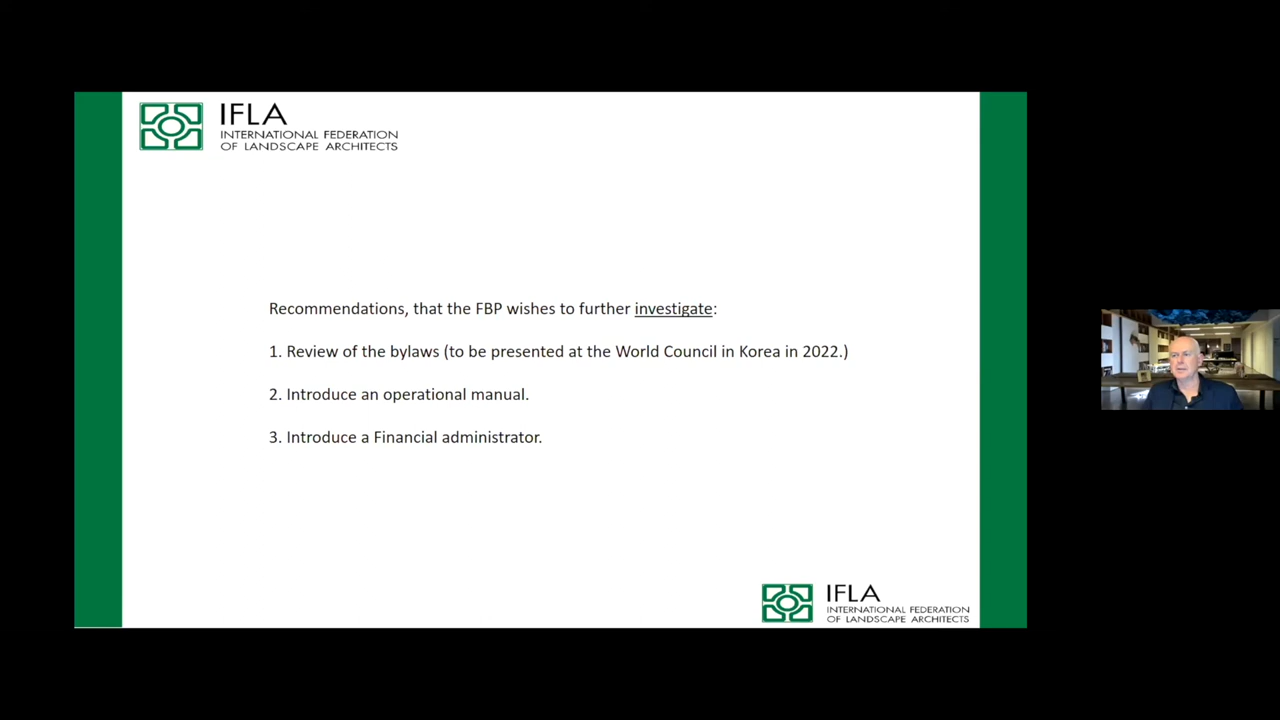 IFLA
INTERNATIONAL FEDERATION
OF LANDSCAPE ARCHITECTS
Recommendations, that the FBP wishes to further investigate:
1. Review of the bylaws (to be presented at the World Council in Korea in 2022.)
2. Introduce an operational manual.
3. Introduce a Financial administrator.
IFLA
INTERNATIONAL FEDERATION
OF LANDSCAPE ARCHITECTS